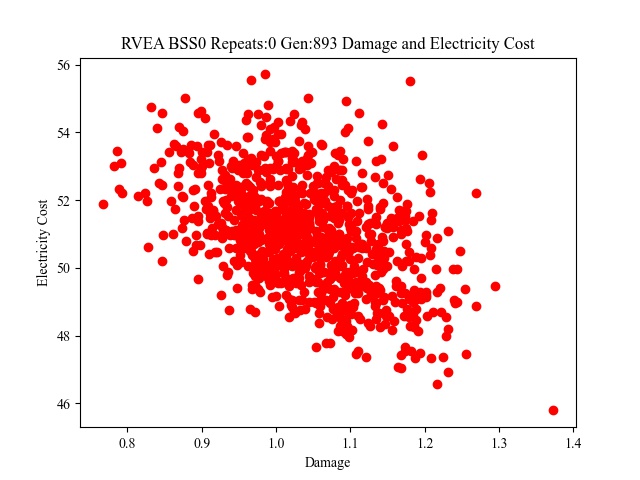 RVEA BSS0 Repeats:0 Gen:893 Damage and Electricity Cost
56
54
52
50
48
46
Electricity Cost
0.8 0.9 1.0 1.1 1.2 1.3 1.4
Damage